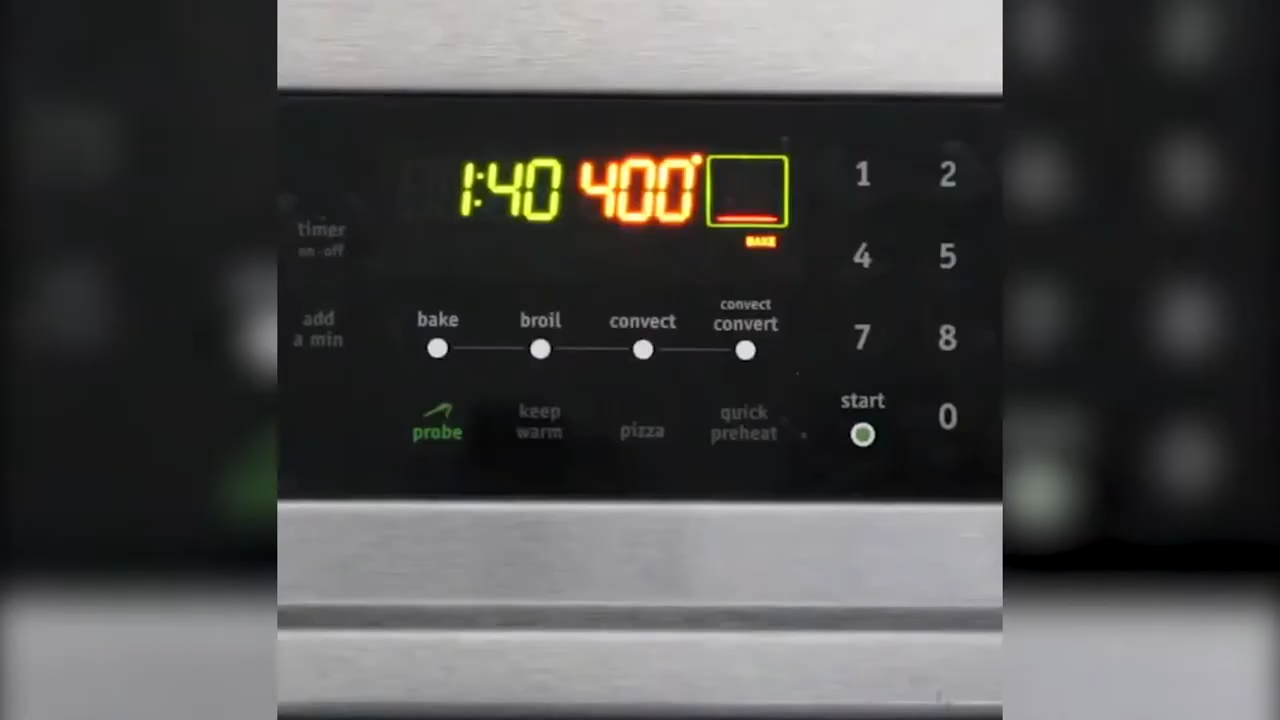 1:40 400°
BAKE
timer
on-off
add
a min
bake broil convect convect
convert
probe keep
warm pizza quick
preheat
1 2
4 5
7 8
start 0